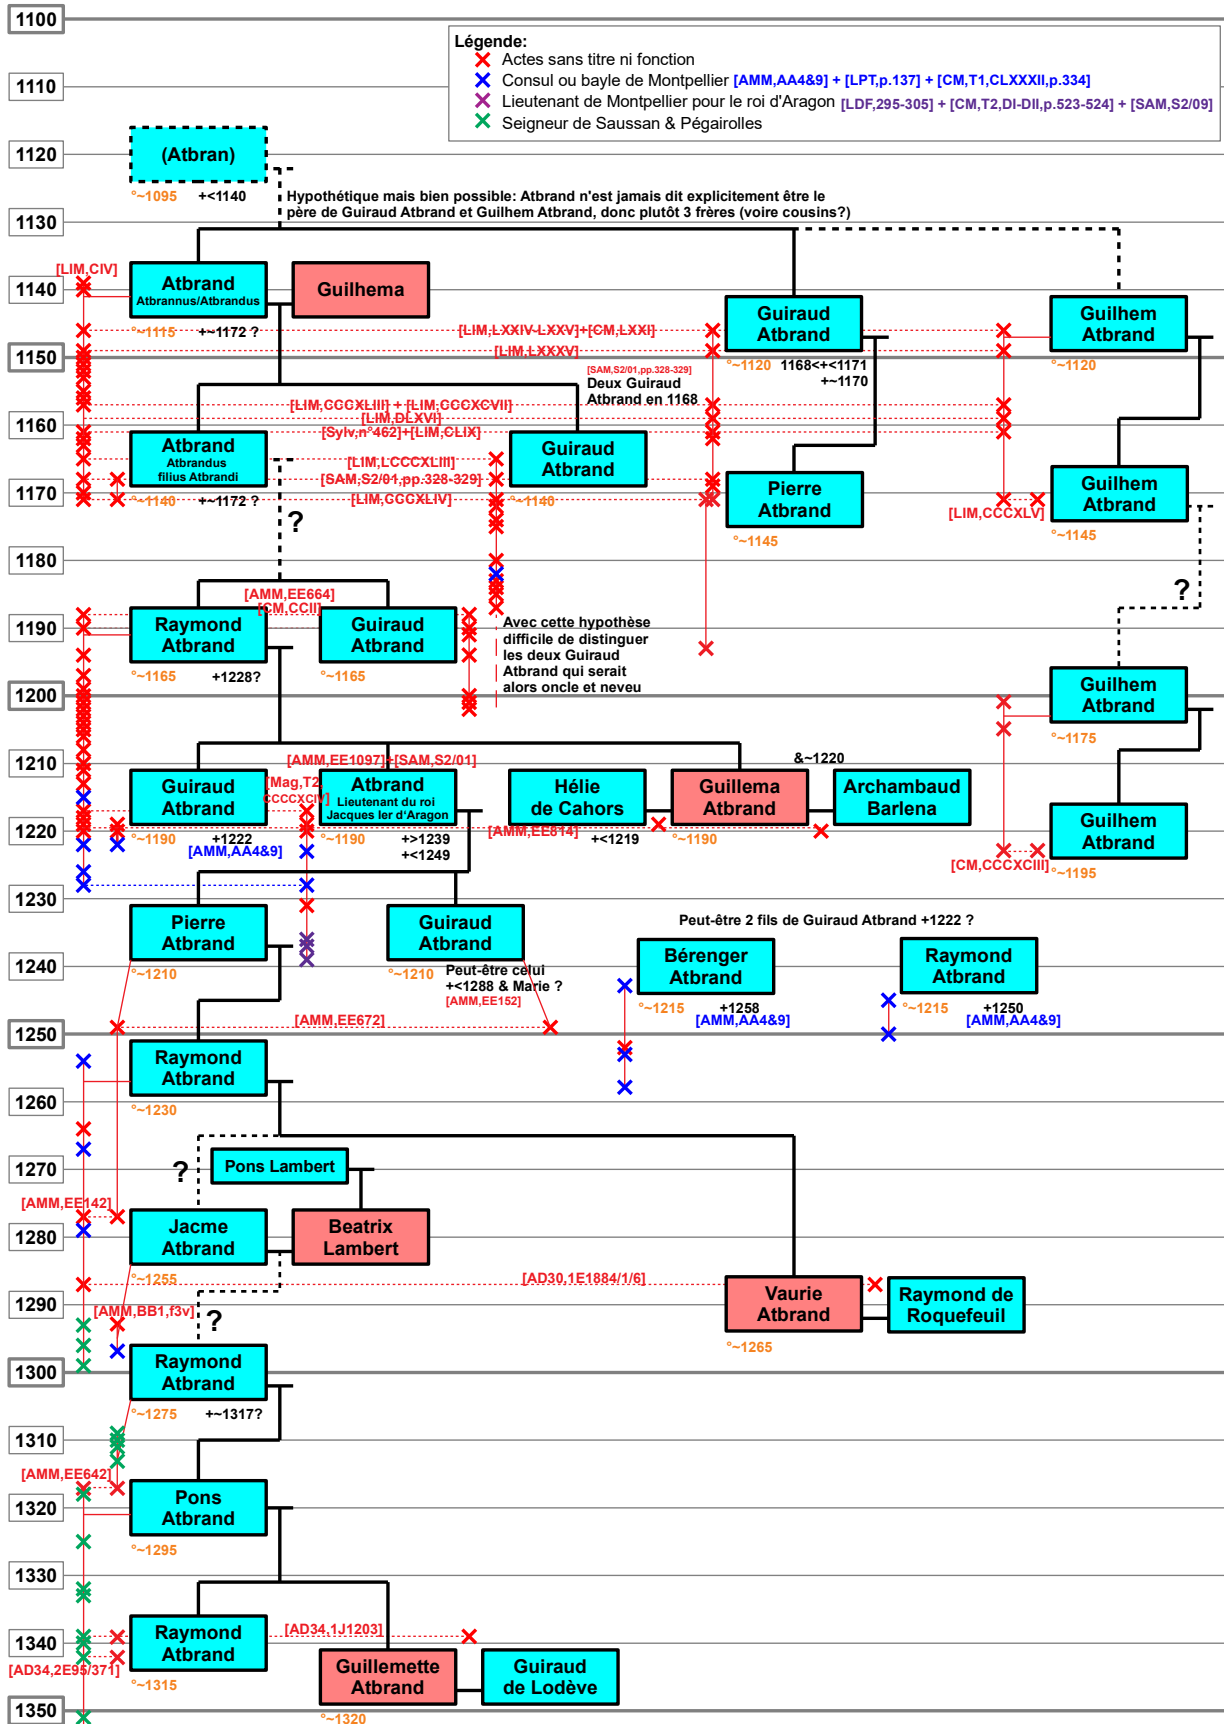 1100
Légende:
Actes sans titre ni fonction
Consul ou bayle de Montpellier [AMM,AA4&9] + [LPT,p.137] + [CM,T1,CLXXXII,p.334]
Lieutenant de Montpellier pour le roi d'Aragon [LDF,295-305] + [CM,T2,DI-DII,p.523-524] + [SAM,S2/09]
Seigneur de Saussan & Pégairolles
1110
1120
(Atbran)
°~1095 +<1140
Hypothétique mais bien possible: Atbrand n'est jamais dit explicitement être le
père de Guiraud Atbrand et Guilhem Atbrand, donc plutôt 3 frères (voire cousins?)
1130
[LIM,CIV]
1140
Atbrand
Atbrannus/Atbrandus
°~1115 +~1172 ?
Guilhema
Guiraud
Atbrand
°~1120 1168<+<1171
+~1170
Guilhem
Atbrand
°~1120
[LIM,LXXIV-LXXV]+[CM,LXXI]
[LIM,LXXXV]
1150
[SAM,S2/01,pp.328-329]
Deux Guiraud
Atbrand en 1168
[LIM,CCCXLIII] + [LIM,CCCXCVII]
[LIM,DLXVI]
1160
[Sylv,n°462]+[LIM,CLIX]
Atbrand
Atbrandus
filius Atbrandi
°~1140 +~1172 ?
[LIM,LCCCXLIII]
[SAM,S2/01,pp.328-329]
[LIM,CCCXLIV]
Guiraud
Atbrand
°~1140
Pierre
Atbrand
°~1145
Guilhem
Atbrand
°~1145
[LIM,CCCXLV]
1170
?
1180
?
[AMM,EE664]
[CM,CCII]
1190
Raymond
Atbrand
°~1165 +1228?
Guiraud
Atbrand
°~1165
Avec cette hypothèse
difficile de distinguer
les deux Guiraud
Atbrand qui serait
alors oncle et neveu
1200
Guilhem
Atbrand
°~1175
1210
[AMM,EE1097]+[SAM,S2/01]
&~1220
Guiraud
Atbrand
°~1190 +1222
[AMM,AA4&9]
[Mag,T2
CCCCXCIV]
Atbrand
Lieutenant du roi
Jacques Ier d'Aragon
°~1190 +>1239
+<1249
Hélie
de Cahors
+<1219
[AMM,EE814]
Guillema
Atbrand
°~1190
Archambaud
Barlena
Guilhem
Atbrand
°~1195
[CM,CCCXCIII]
1220
1230
Pierre
Atbrand
°~1210
Guiraud
Atbrand
°~1210
Peut-être celui
+<1288 & Marie ?
[AMM,EE152]
Peut-être 2 fils de Guiraud Atbrand +1222 ?
Bérenger
Atbrand
°~1215 +1258
[AMM,AA4&9]
Raymond
Atbrand
°~1215 +1250
[AMM,AA4&9]
1240
[AMM,EE672]
1250
Raymond
Atbrand
°~1230
1260
?
Pons Lambert
1270
[AMM,EE142]
Jacme
Atbrand
°~1255
Beatrix
Lambert
1280
[AD30,1E1884/1/6]
Vaurie
Atbrand
°~1265
Raymond de
Roquefeuil
1290
[AMM,BB1,f3v]
?
1300
Raymond
Atbrand
°~1275 +~1317?
1310
[AMM,EE642]
1320
Pons
Atbrand
°~1295
1330
[AD34,1J1203]
Raymond
Atbrand
°~1315
1340
[AD34,2E95/371]
Guillemette
Atbrand
°~1320
Guiraud
de Lodève
1350